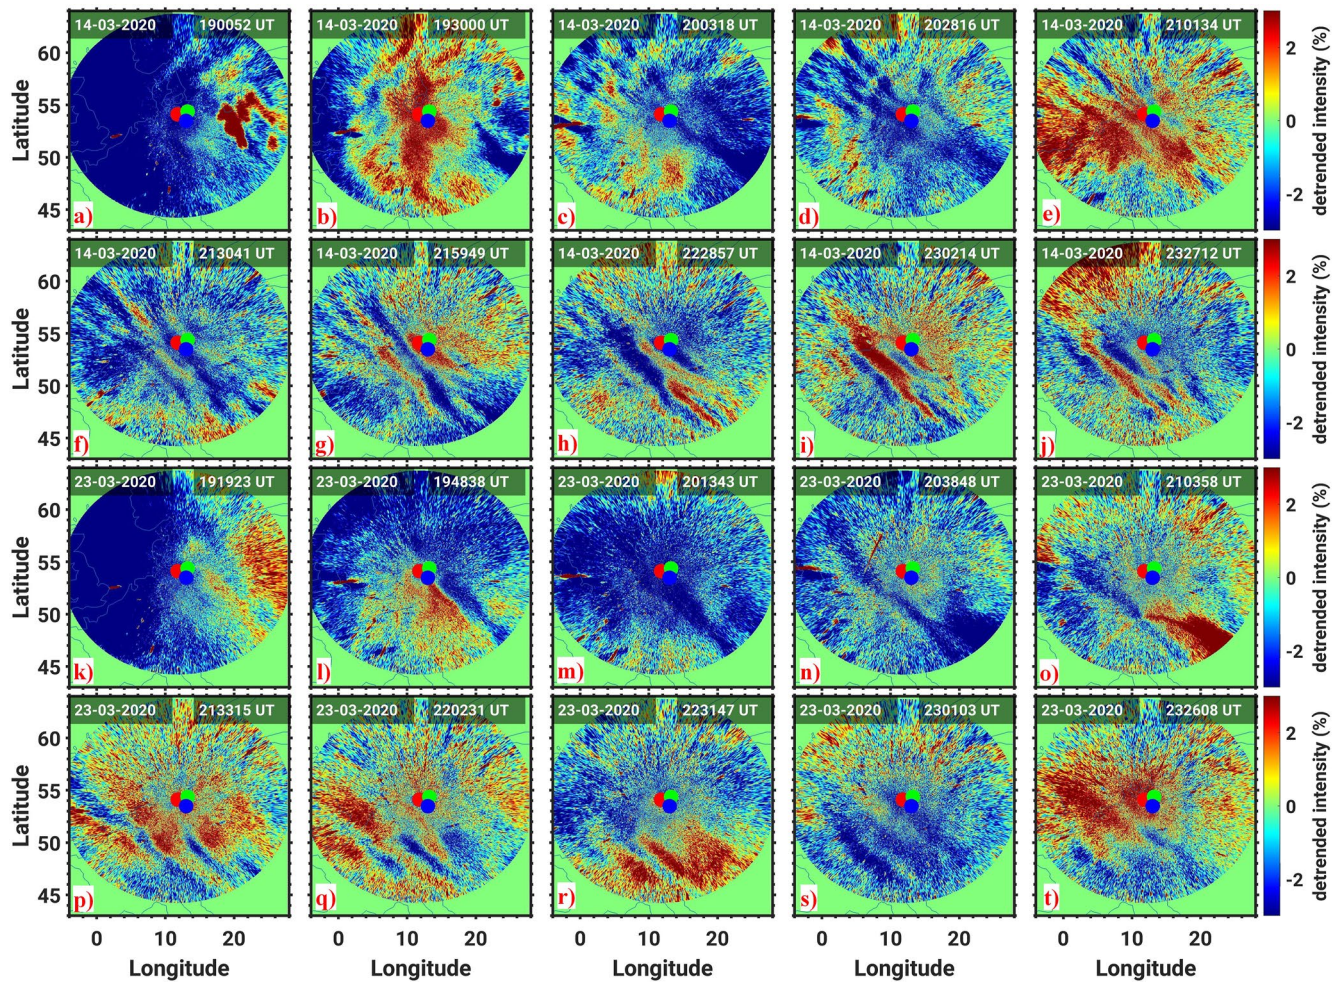 14-03-2020 190052 UT
14-03-2020 193000 UT
14-03-2020 200318 UT
14-03-2020 202816 UT
14-03-2020 210134 UT
60
55
50
45
Latitude
a)
b)
c)
d)
e)
2
0
-2
detrended intensity (%)
14-03-2020 213041 UT
14-03-2020 215949 UT
14-03-2020 222857 UT
14-03-2020 230214 UT
14-03-2020 232712 UT
60
55
50
45
Latitude
f)
g)
h)
i)
j)
2
0
-2
detrended intensity (%)
23-03-2020 191923 UT
23-03-2020 194838 UT
23-03-2020 201343 UT
23-03-2020 203848 UT
23-03-2020 210358 UT
60
55
50
45
Latitude
k)
l)
m)
n)
o)
2
0
-2
detrended intensity (%)
23-03-2020 213315 UT
23-03-2020 220231 UT
23-03-2020 223147 UT
23-03-2020 230103 UT
23-03-2020 232608 UT
60
55
50
45
Latitude
p)
q)
r)
s)
t)
2
0
-2
detrended intensity (%)
0 10 20
0 10 20
0 10 20
0 10 20
0 10 20
Longitude
Longitude
Longitude
Longitude
Longitude